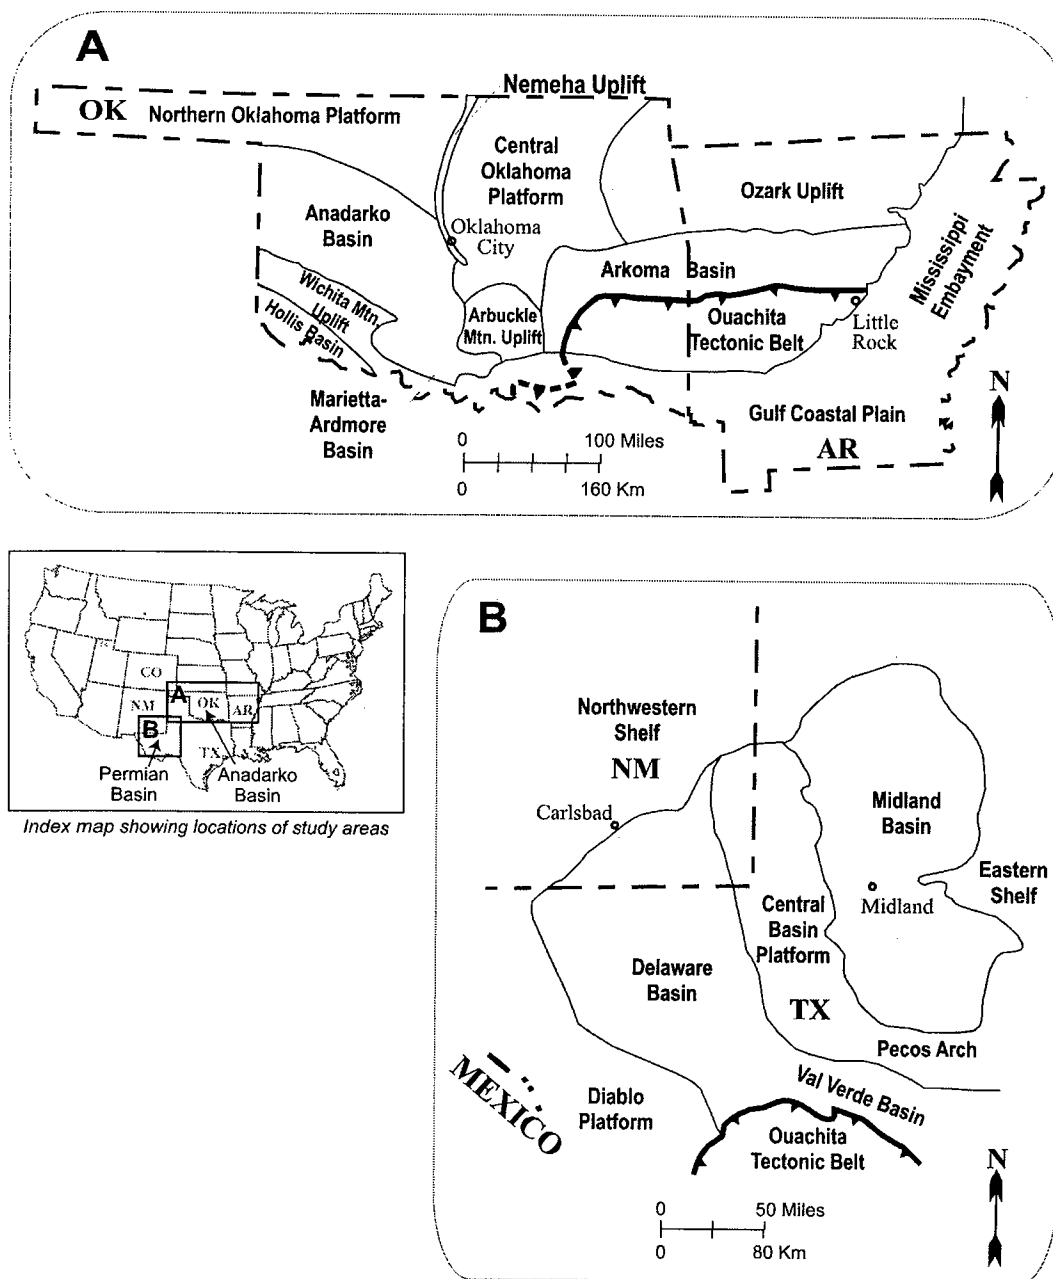 A
Nemeha Uplift
OK
Northern Oklahoma Platform
Central
Oklahoma
Platform
Ozark Uplift
Anadarko
Basin
Oklahoma
City
Mississippi
Embayment
Arkoma Basin
Wichita Mtn.
Uplift
Hollis Basin
Arbuckle
Mtn. Uplift
Ouachita
Tectonic Belt
Little
Rock
Marietta-
Ardmore
Basin
Gulf Coastal Plain
AR
N
0 100 Miles
0 160 Km
CO
NM
A
OK
AR
B
TX
Permian
Basin
Anadarko
Basin
Index map showing locations of study areas
B
Northwestern
Shelf
NM
Carlsbad
Midland
Basin
Eastern
Shelf
Midland
Central
Basin
Platform
Delaware
Basin
TX
Pecos Arch
Val Verde Basin
MEXICO
Diablo
Platform
Ouachita
Tectonic Belt
N
0 50 Miles
0 80 Km